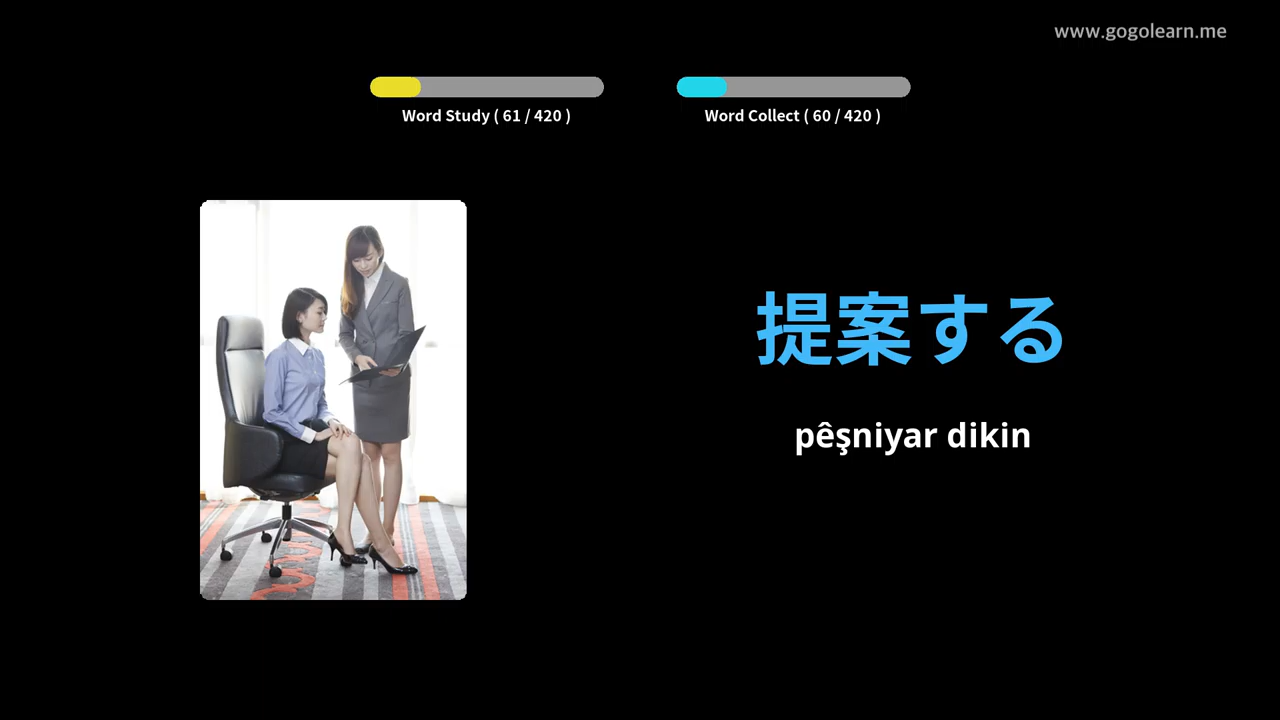 www.gogolearn.me
Word Study ( 61 / 420 )
Word Collect ( 60 / 420 )
提案する
pêşniyar dikin